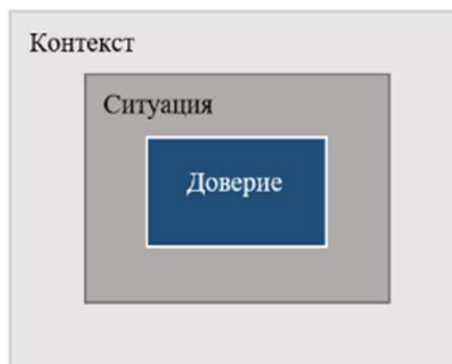 Контекст
Ситуация
Доверие